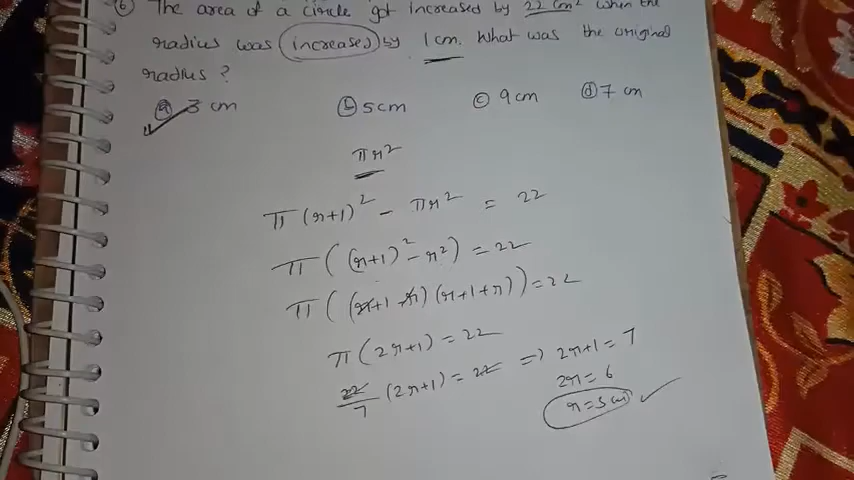 ⑥ The area of a circle got increased by 22 cm² when the
radius was increased by 1cm. What was the original
radius ?
ⓐ 3 cm ⓑ 5cm ⓒ 9cm ⓓ 7 cm
πr²
π(r+1)² - πr² = 22
π((r+1)² - r²) = 22
π((r+1-r)(r+1+r)) = 22
π(2r+1) = 22
22/7 (2r+1) = 22 => 2r+1 = 7
2r = 6
r = 3cm